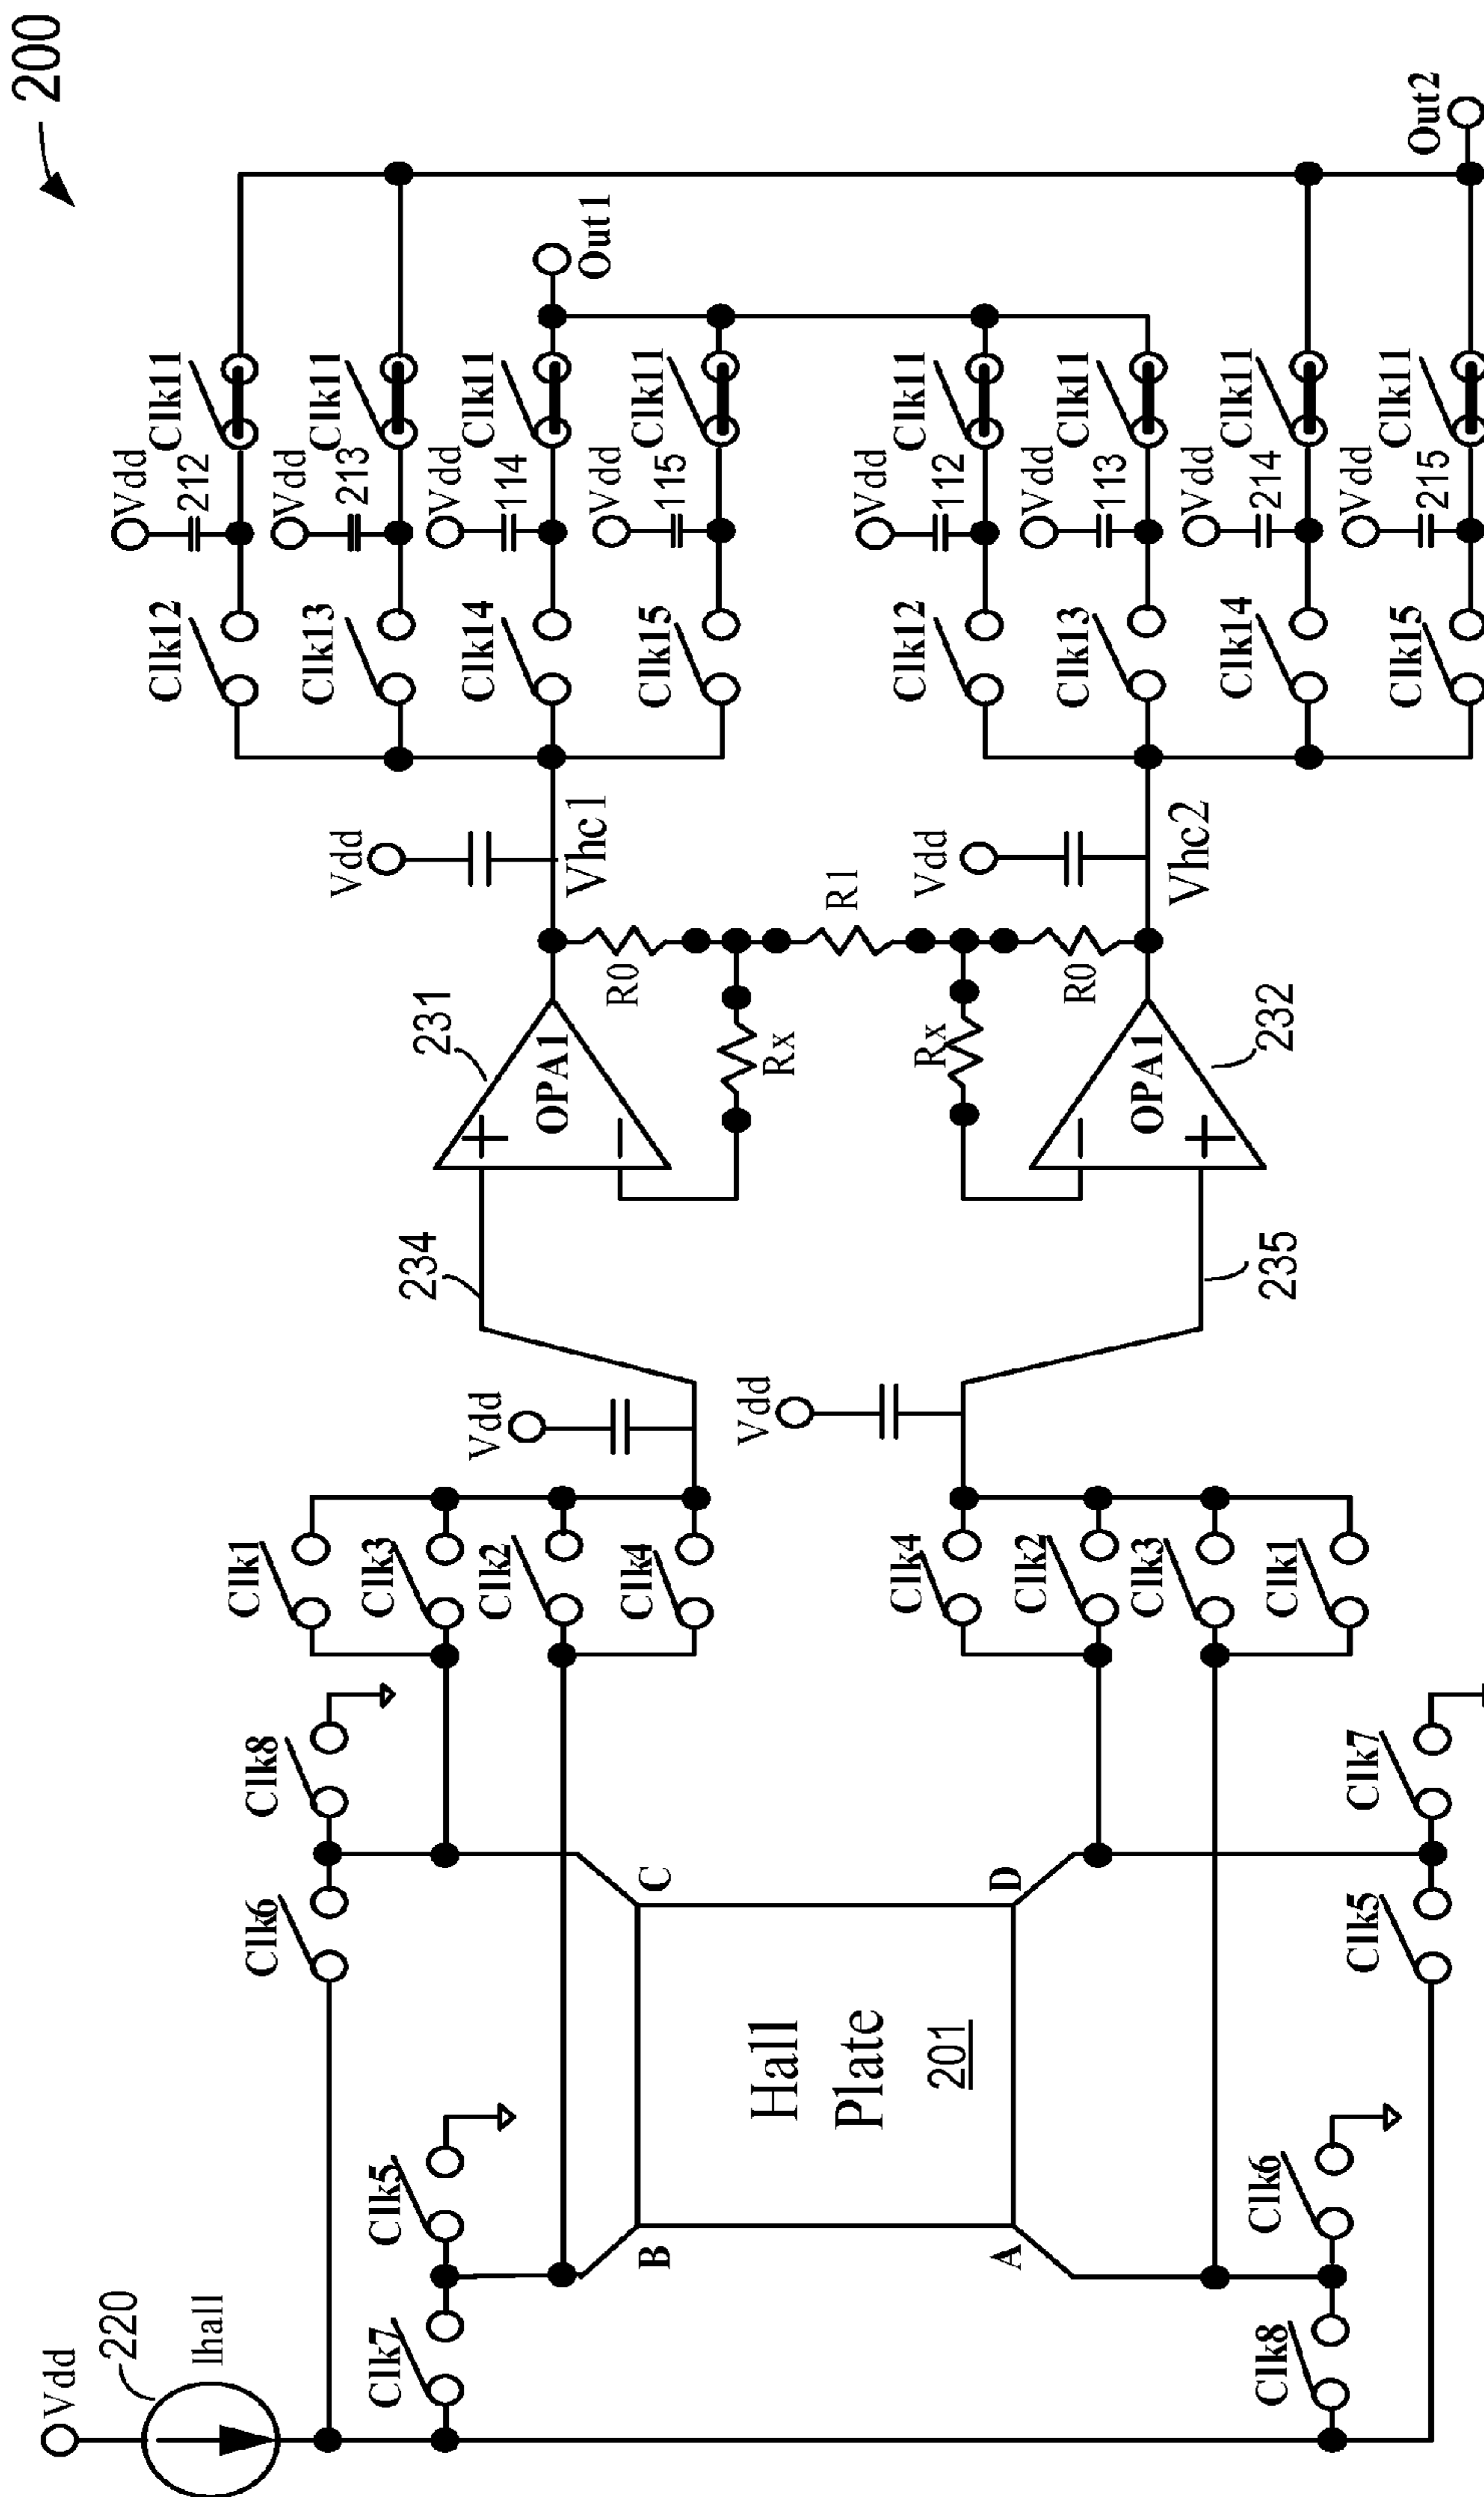 200
Out2
Out1
Clk11
Clk11
Clk11
Clk11
Clk11
Clk11
Clk11
Clk11
Vdd
212
Vdd
213
Vdd
114
Vdd
115
Vdd
112
Vdd
113
Vdd
214
Vdd
215
Clk12
Clk13
Clk14
Clk15
Clk12
Clk13
Clk14
Clk15
Vdd
Vhc1
Vdd
Vhc2
R0
R1
R0
231
OPA1
+
−
Rx
Rx
232
OPA1
−
+
234
235
Vdd
Vdd
Clk1
Clk3
Clk2
Clk4
Clk4
Clk2
Clk3
Clk1
Clk8
Clk7
Clk6
C
D
Clk5
Hall
Plate
201
Clk5
B
A
Clk6
Vdd
220
Ihall
Clk7
Clk8